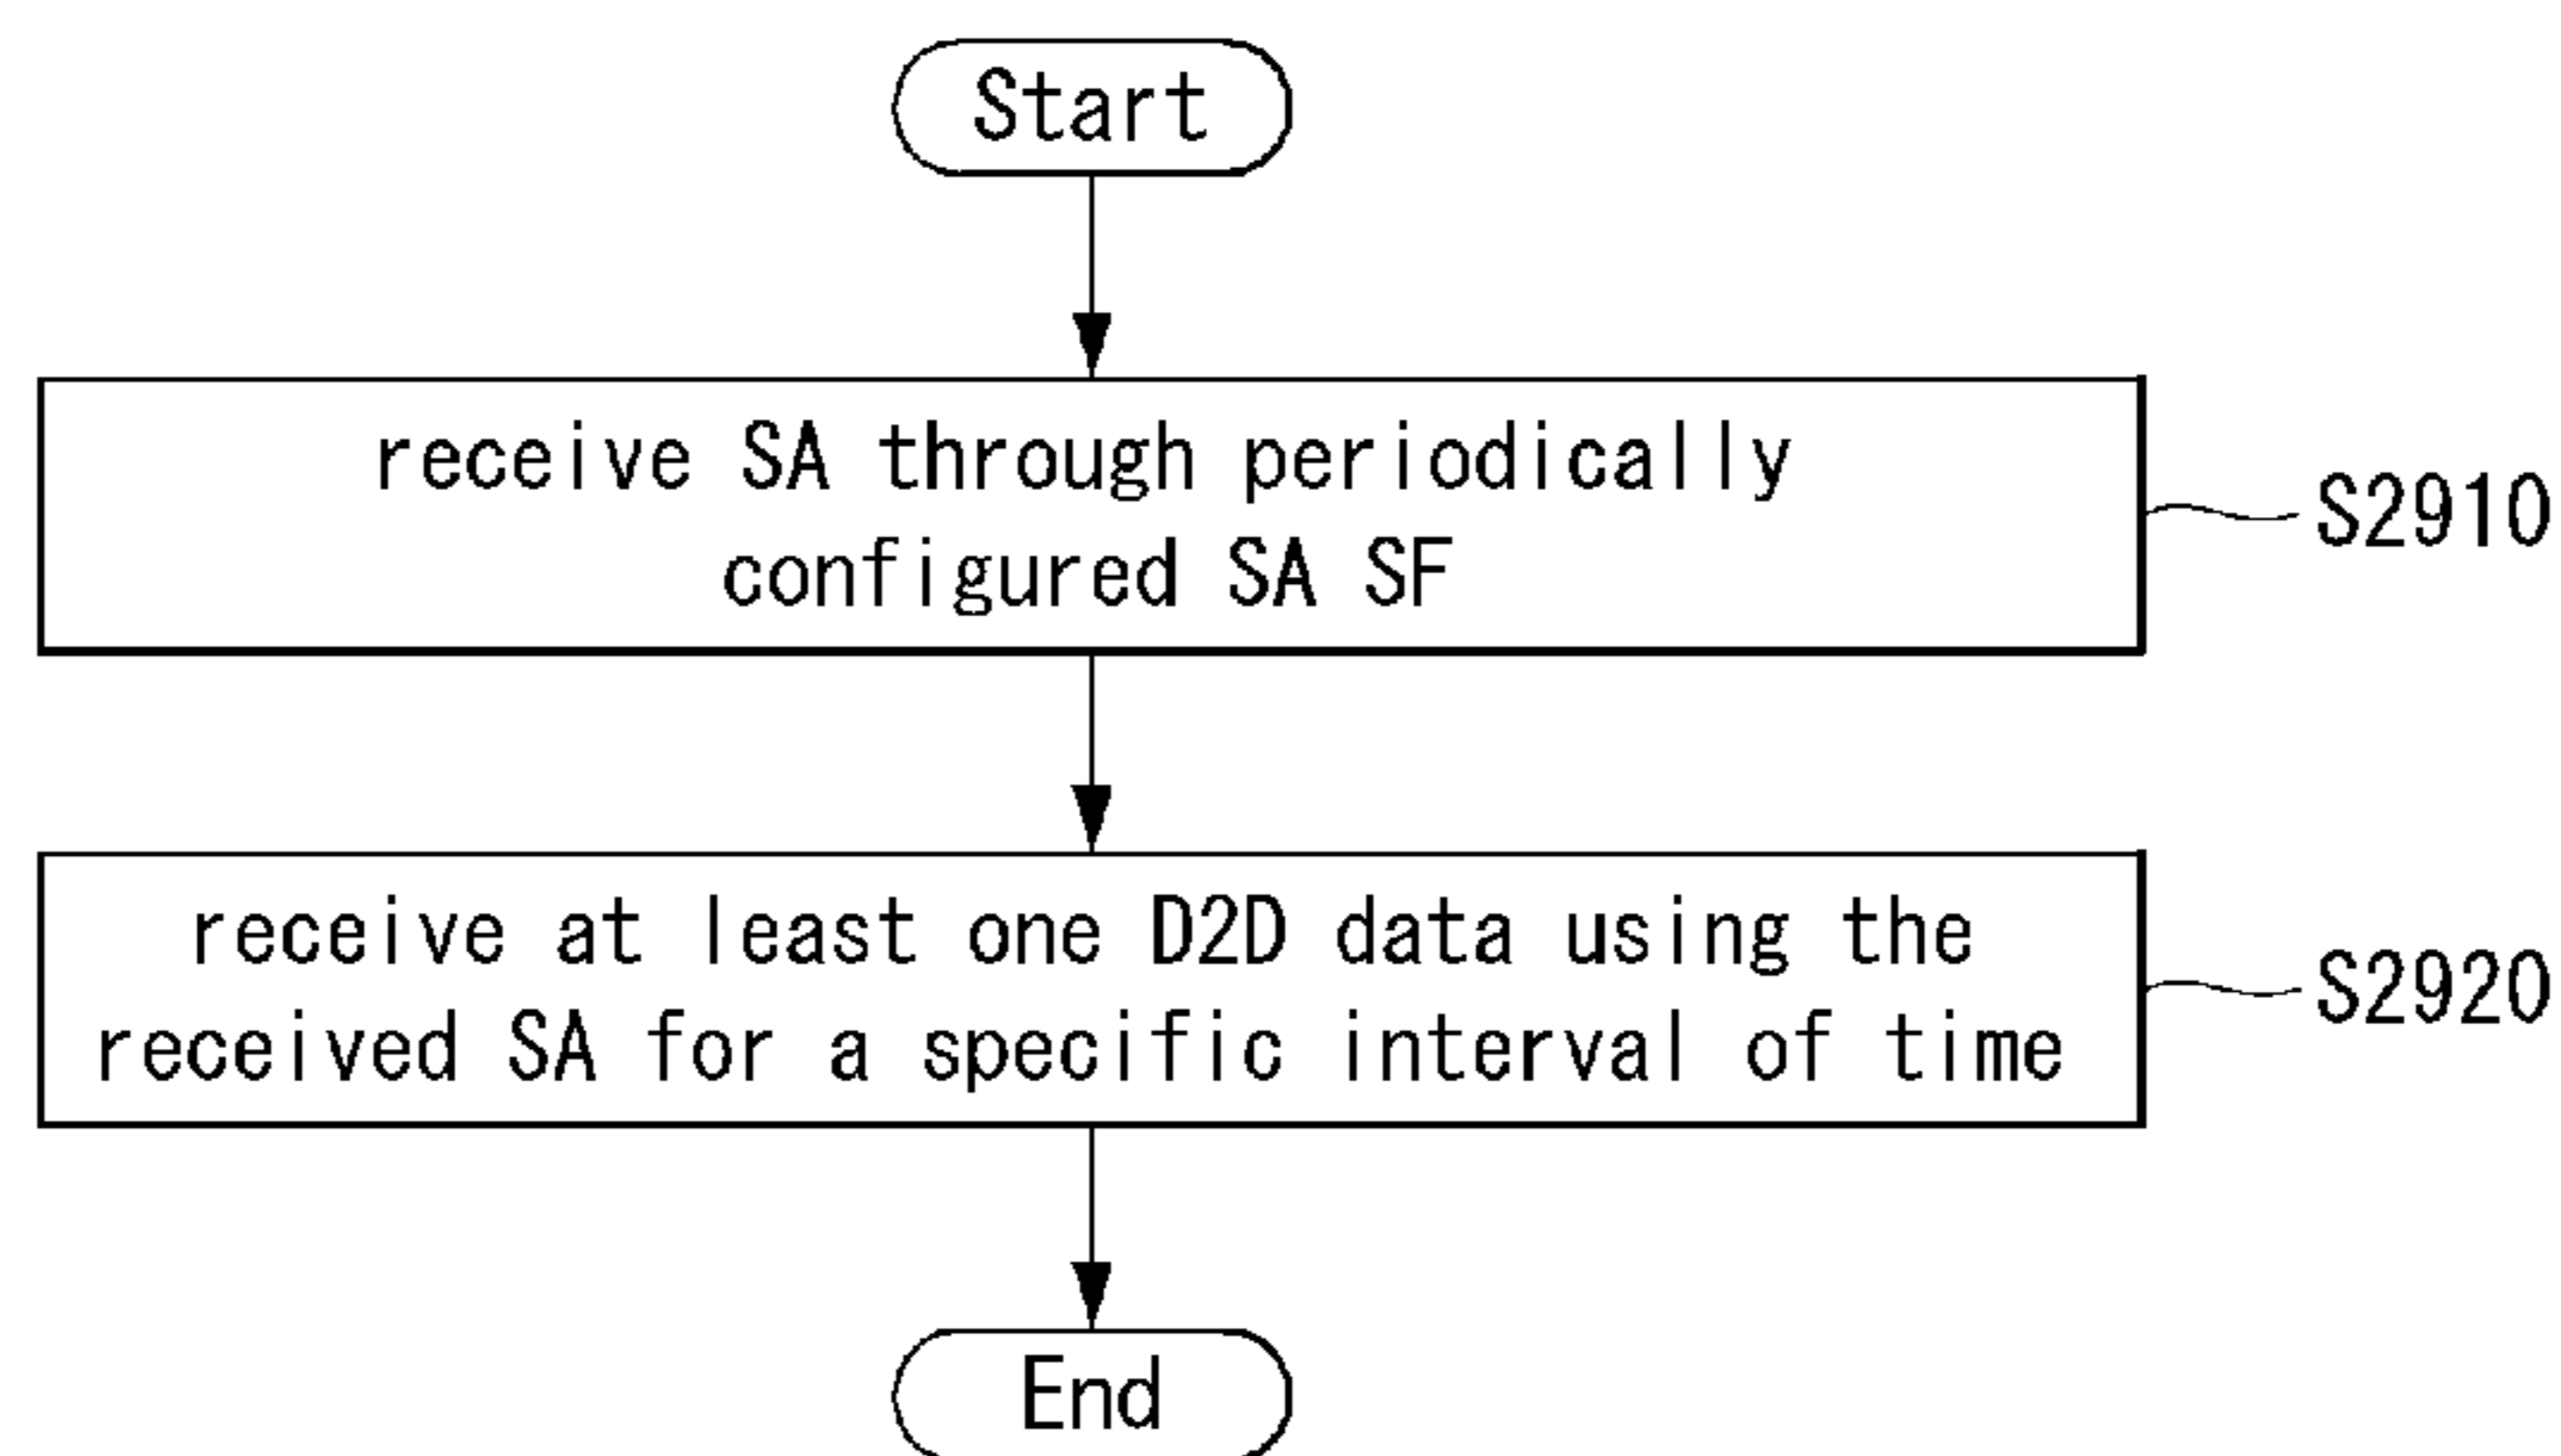 Start
receive SA through periodically
configured SA SF
S2910
receive at least one D2D data using the
received SA for a specific interval of time
S2920
End